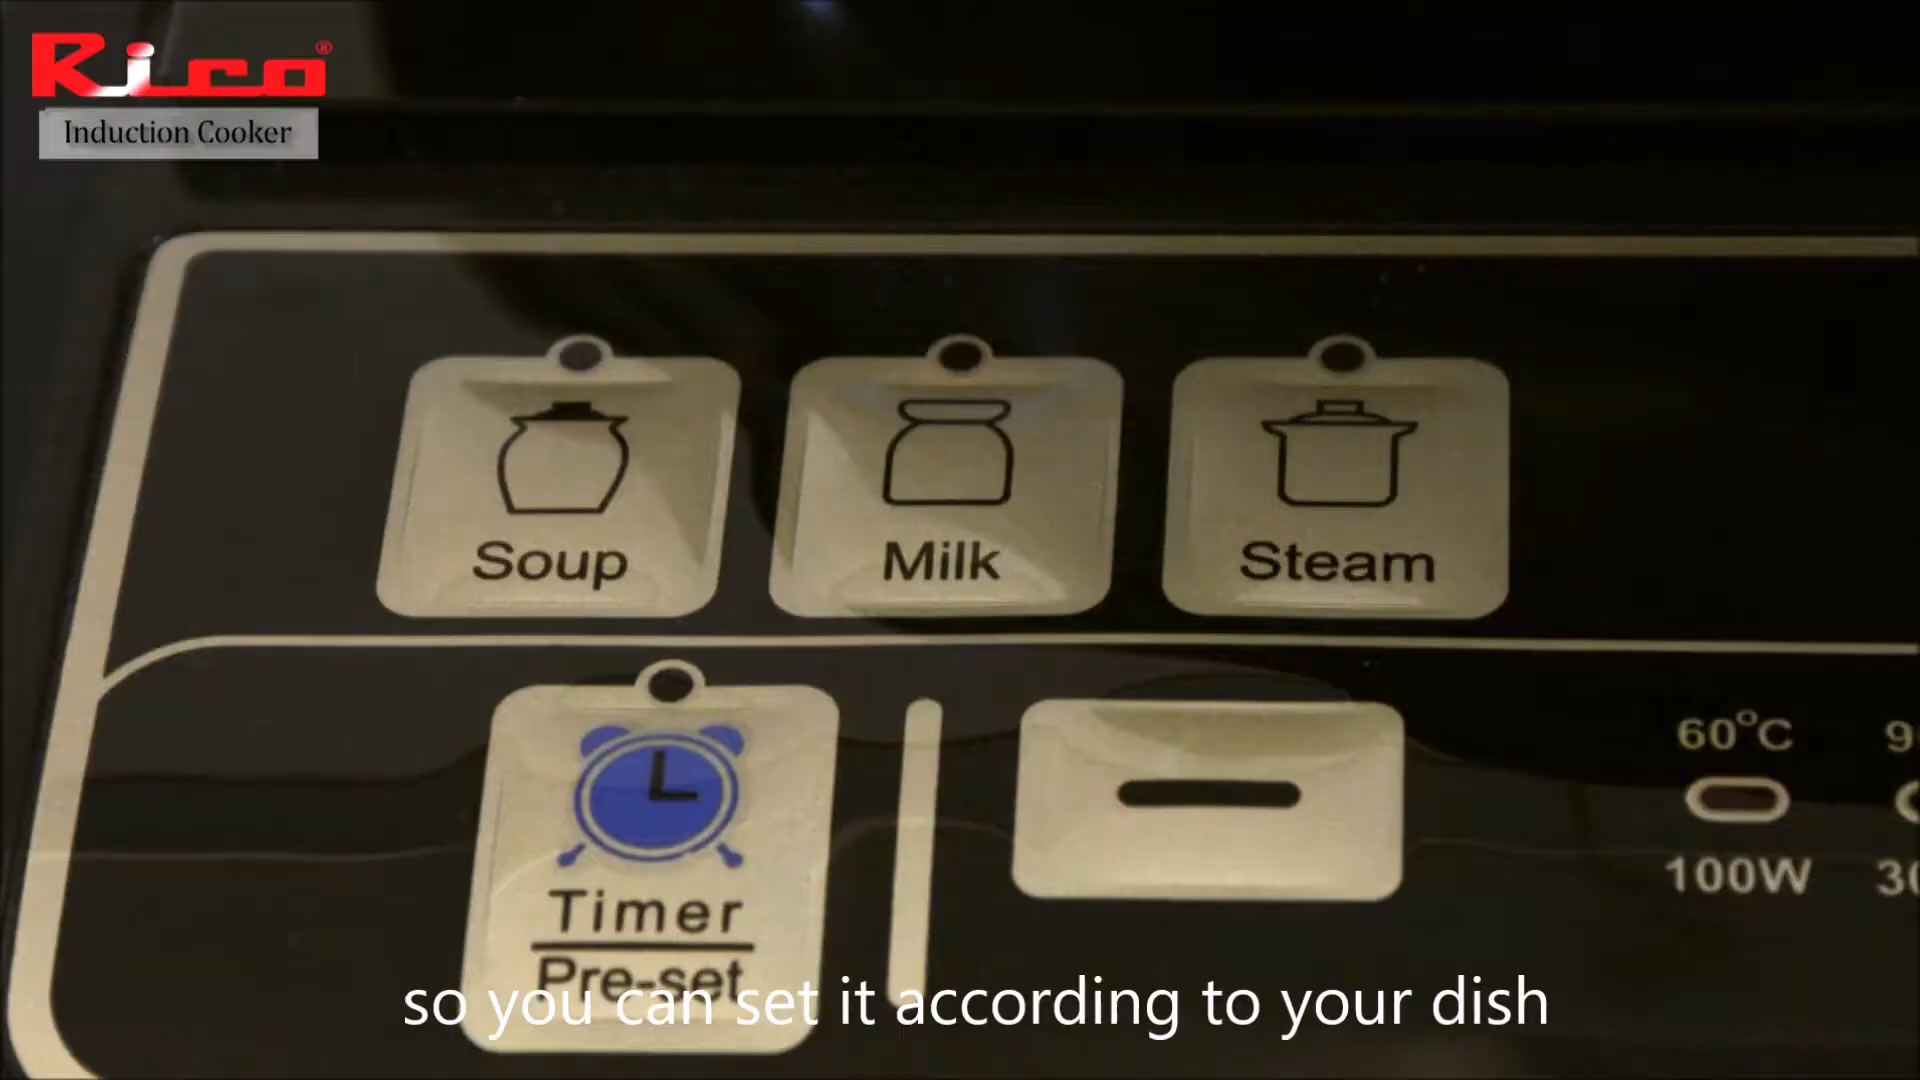 Rico®
Induction Cooker
Soup Milk Steam
60°C
100W
Timer
Pre-set
so you can set it according to your dish